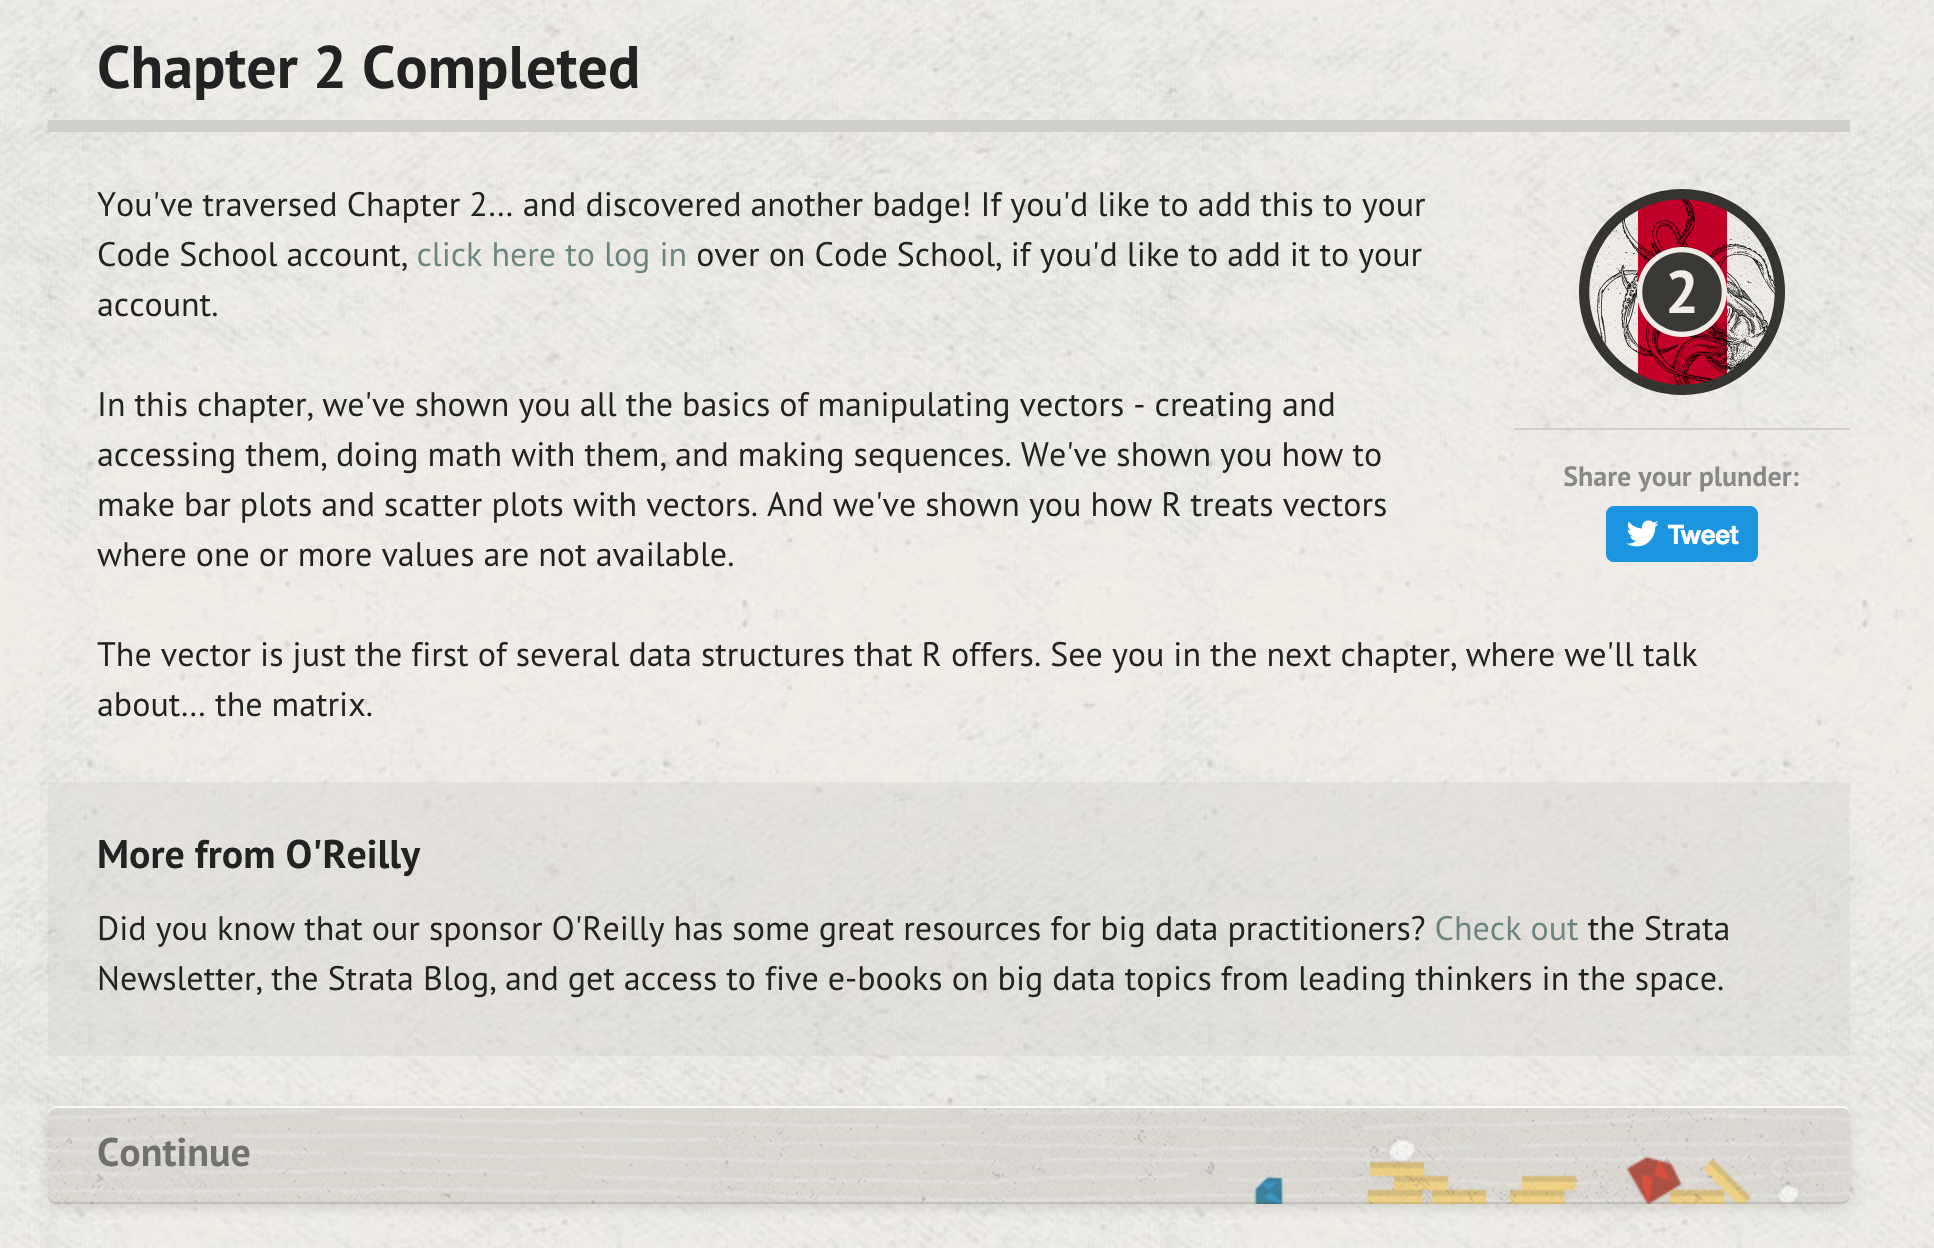 Chapter 2 Completed
You've traversed Chapter 2... and discovered another badge! If you'd like to add this to your
Code School account, click here to log in over on Code School, if you'd like to add it to your
account.
2
In this chapter, we've shown you all the basics of manipulating vectors - creating and
accessing them, doing math with them, and making sequences. We've shown you how to
make bar plots and scatter plots with vectors. And we've shown you how R treats vectors
where one or more values are not available.
Share your plunder:
Tweet
The vector is just the first of several data structures that R offers. See you in the next chapter, where we'll talk
about... the matrix.
More from O'Reilly
Did you know that our sponsor O'Reilly has some great resources for big data practitioners? Check out the Strata
Newsletter, the Strata Blog, and get access to five e-books on big data topics from leading thinkers in the space.
Continue